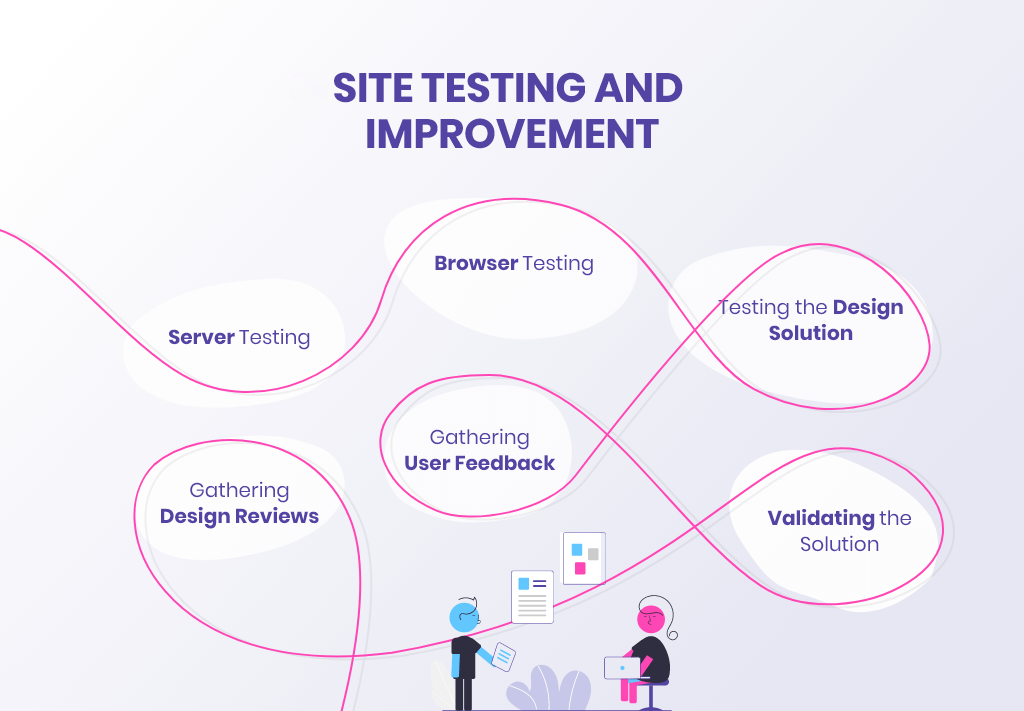 SITE TESTING AND
IMPROVEMENT
Server Testing
Browser Testing
Testing the Design
Solution
Gathering
User Feedback
Validating the
Solution
Gathering
Design Reviews